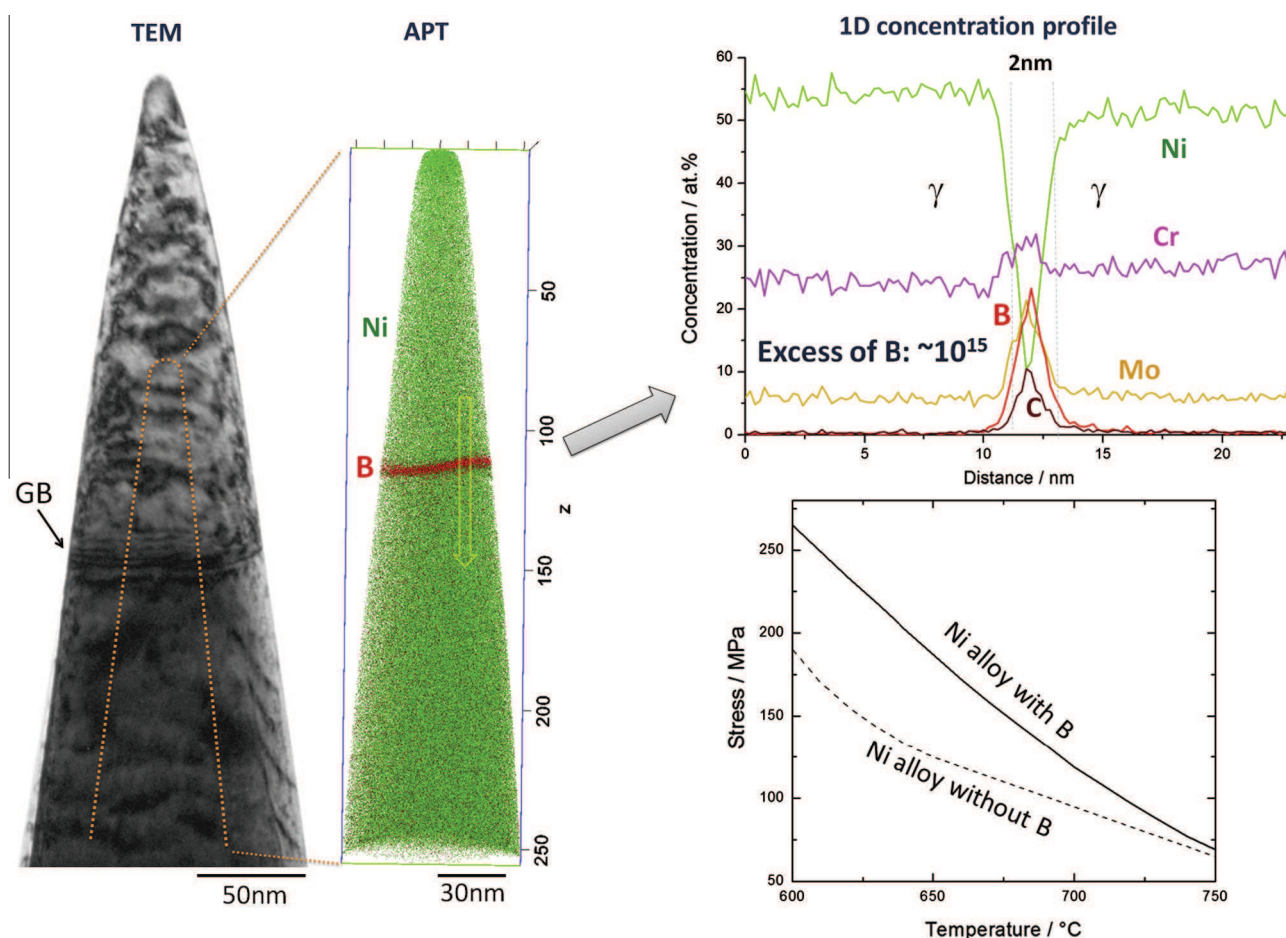 TEM
APT
GB
Ni
B
50
100
150
200
250
z
50nm
30nm
1D concentration profile
2nm
60
50
40
30
20
10
0
Concentration / at.%
γ
γ
Ni
Cr
B
Excess of B: ~10¹⁵
Mo
C
0
5
10
15
20
Distance / nm
250
200
150
100
50
Stress / MPa
Ni alloy with B
Ni alloy without B
600
650
700
750
Temperature / °C